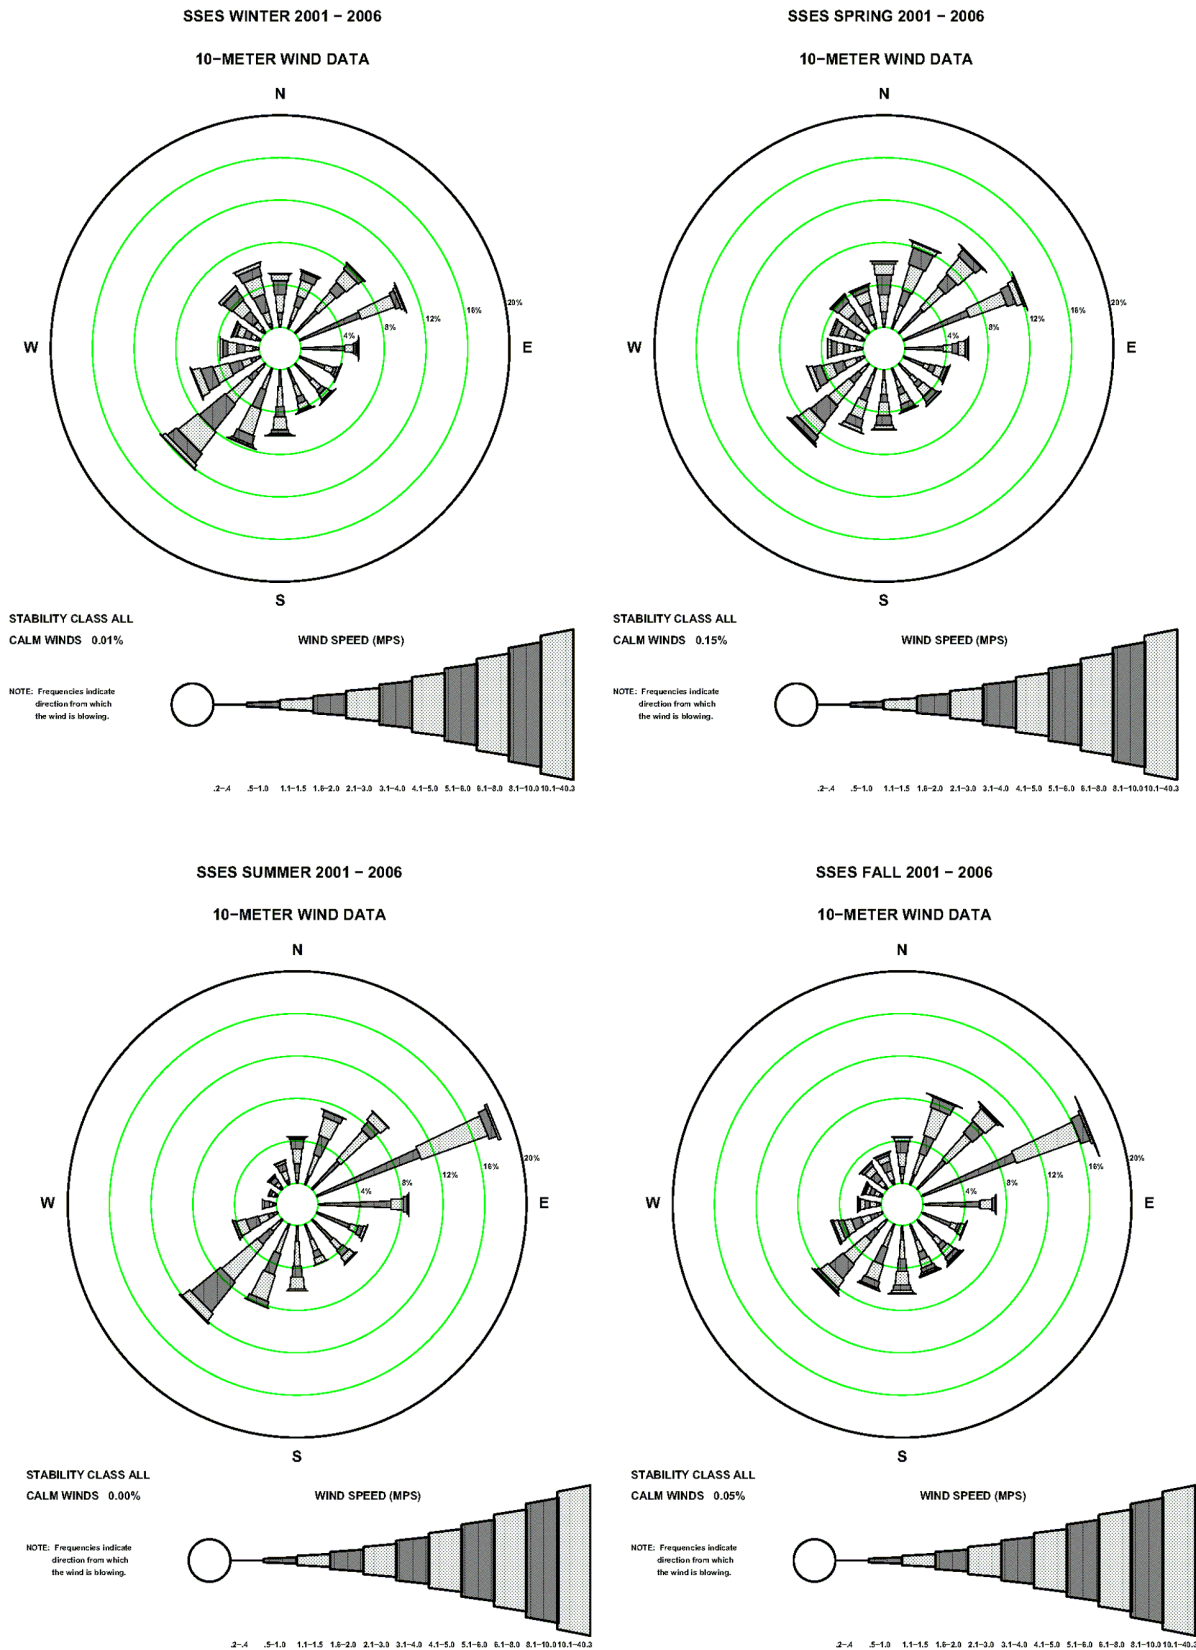 SSES WINTER 2001 − 2006
10−METER WIND DATA
N
W
E
S
4%
8%
12%
16%
20%
STABILITY CLASS ALL
CALM WINDS 0.01%
WIND SPEED (MPS)
NOTE: Frequencies indicate
direction from which
the wind is blowing.
.2−.4 .5−1.0 1.1−1.5 1.6−2.0 2.1−3.0 3.1−4.0 4.1−5.0 5.1−6.0 6.1−8.0 8.1−10.0 10.1−40.3
SSES SPRING 2001 − 2006
10−METER WIND DATA
N
W
E
S
4%
8%
12%
16%
20%
STABILITY CLASS ALL
CALM WINDS 0.15%
WIND SPEED (MPS)
NOTE: Frequencies indicate
direction from which
the wind is blowing.
.2−.4 .5−1.0 1.1−1.5 1.6−2.0 2.1−3.0 3.1−4.0 4.1−5.0 5.1−6.0 6.1−8.0 8.1−10.0 10.1−40.3
SSES SUMMER 2001 − 2006
10−METER WIND DATA
N
W
E
S
4%
8%
12%
16%
20%
STABILITY CLASS ALL
CALM WINDS 0.00%
WIND SPEED (MPS)
NOTE: Frequencies indicate
direction from which
the wind is blowing.
.2−.4 .5−1.0 1.1−1.5 1.6−2.0 2.1−3.0 3.1−4.0 4.1−5.0 5.1−6.0 6.1−8.0 8.1−10.0 10.1−40.3
SSES FALL 2001 − 2006
10−METER WIND DATA
N
W
E
S
4%
8%
12%
16%
20%
STABILITY CLASS ALL
CALM WINDS 0.05%
WIND SPEED (MPS)
NOTE: Frequencies indicate
direction from which
the wind is blowing.
.2−.4 .5−1.0 1.1−1.5 1.6−2.0 2.1−3.0 3.1−4.0 4.1−5.0 5.1−6.0 6.1−8.0 8.1−10.0 10.1−40.3